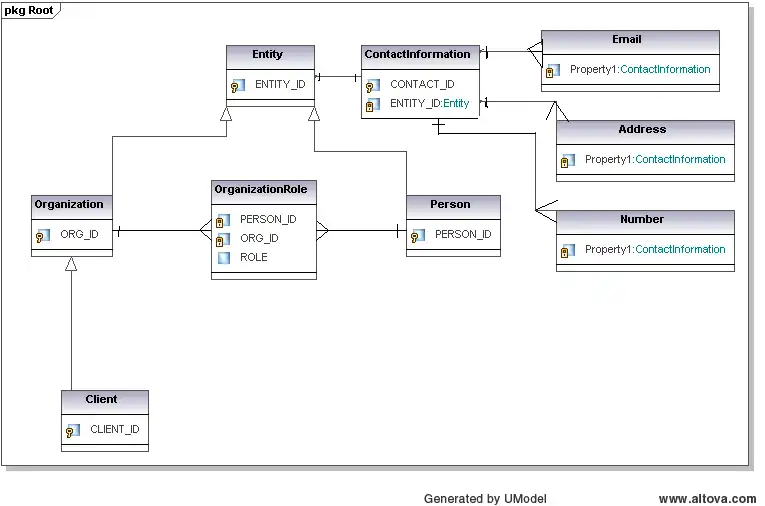 pkg Root
Entity
ENTITY_ID
ContactInformation
CONTACT_ID
ENTITY_ID:Entity
Email
Property1:ContactInformation
Address
Property1:ContactInformation
Number
Property1:ContactInformation
Organization
ORG_ID
OrganizationRole
PERSON_ID
ORG_ID
ROLE
Person
PERSON_ID
Client
CLIENT_ID
Generated by UModel
www.altova.com